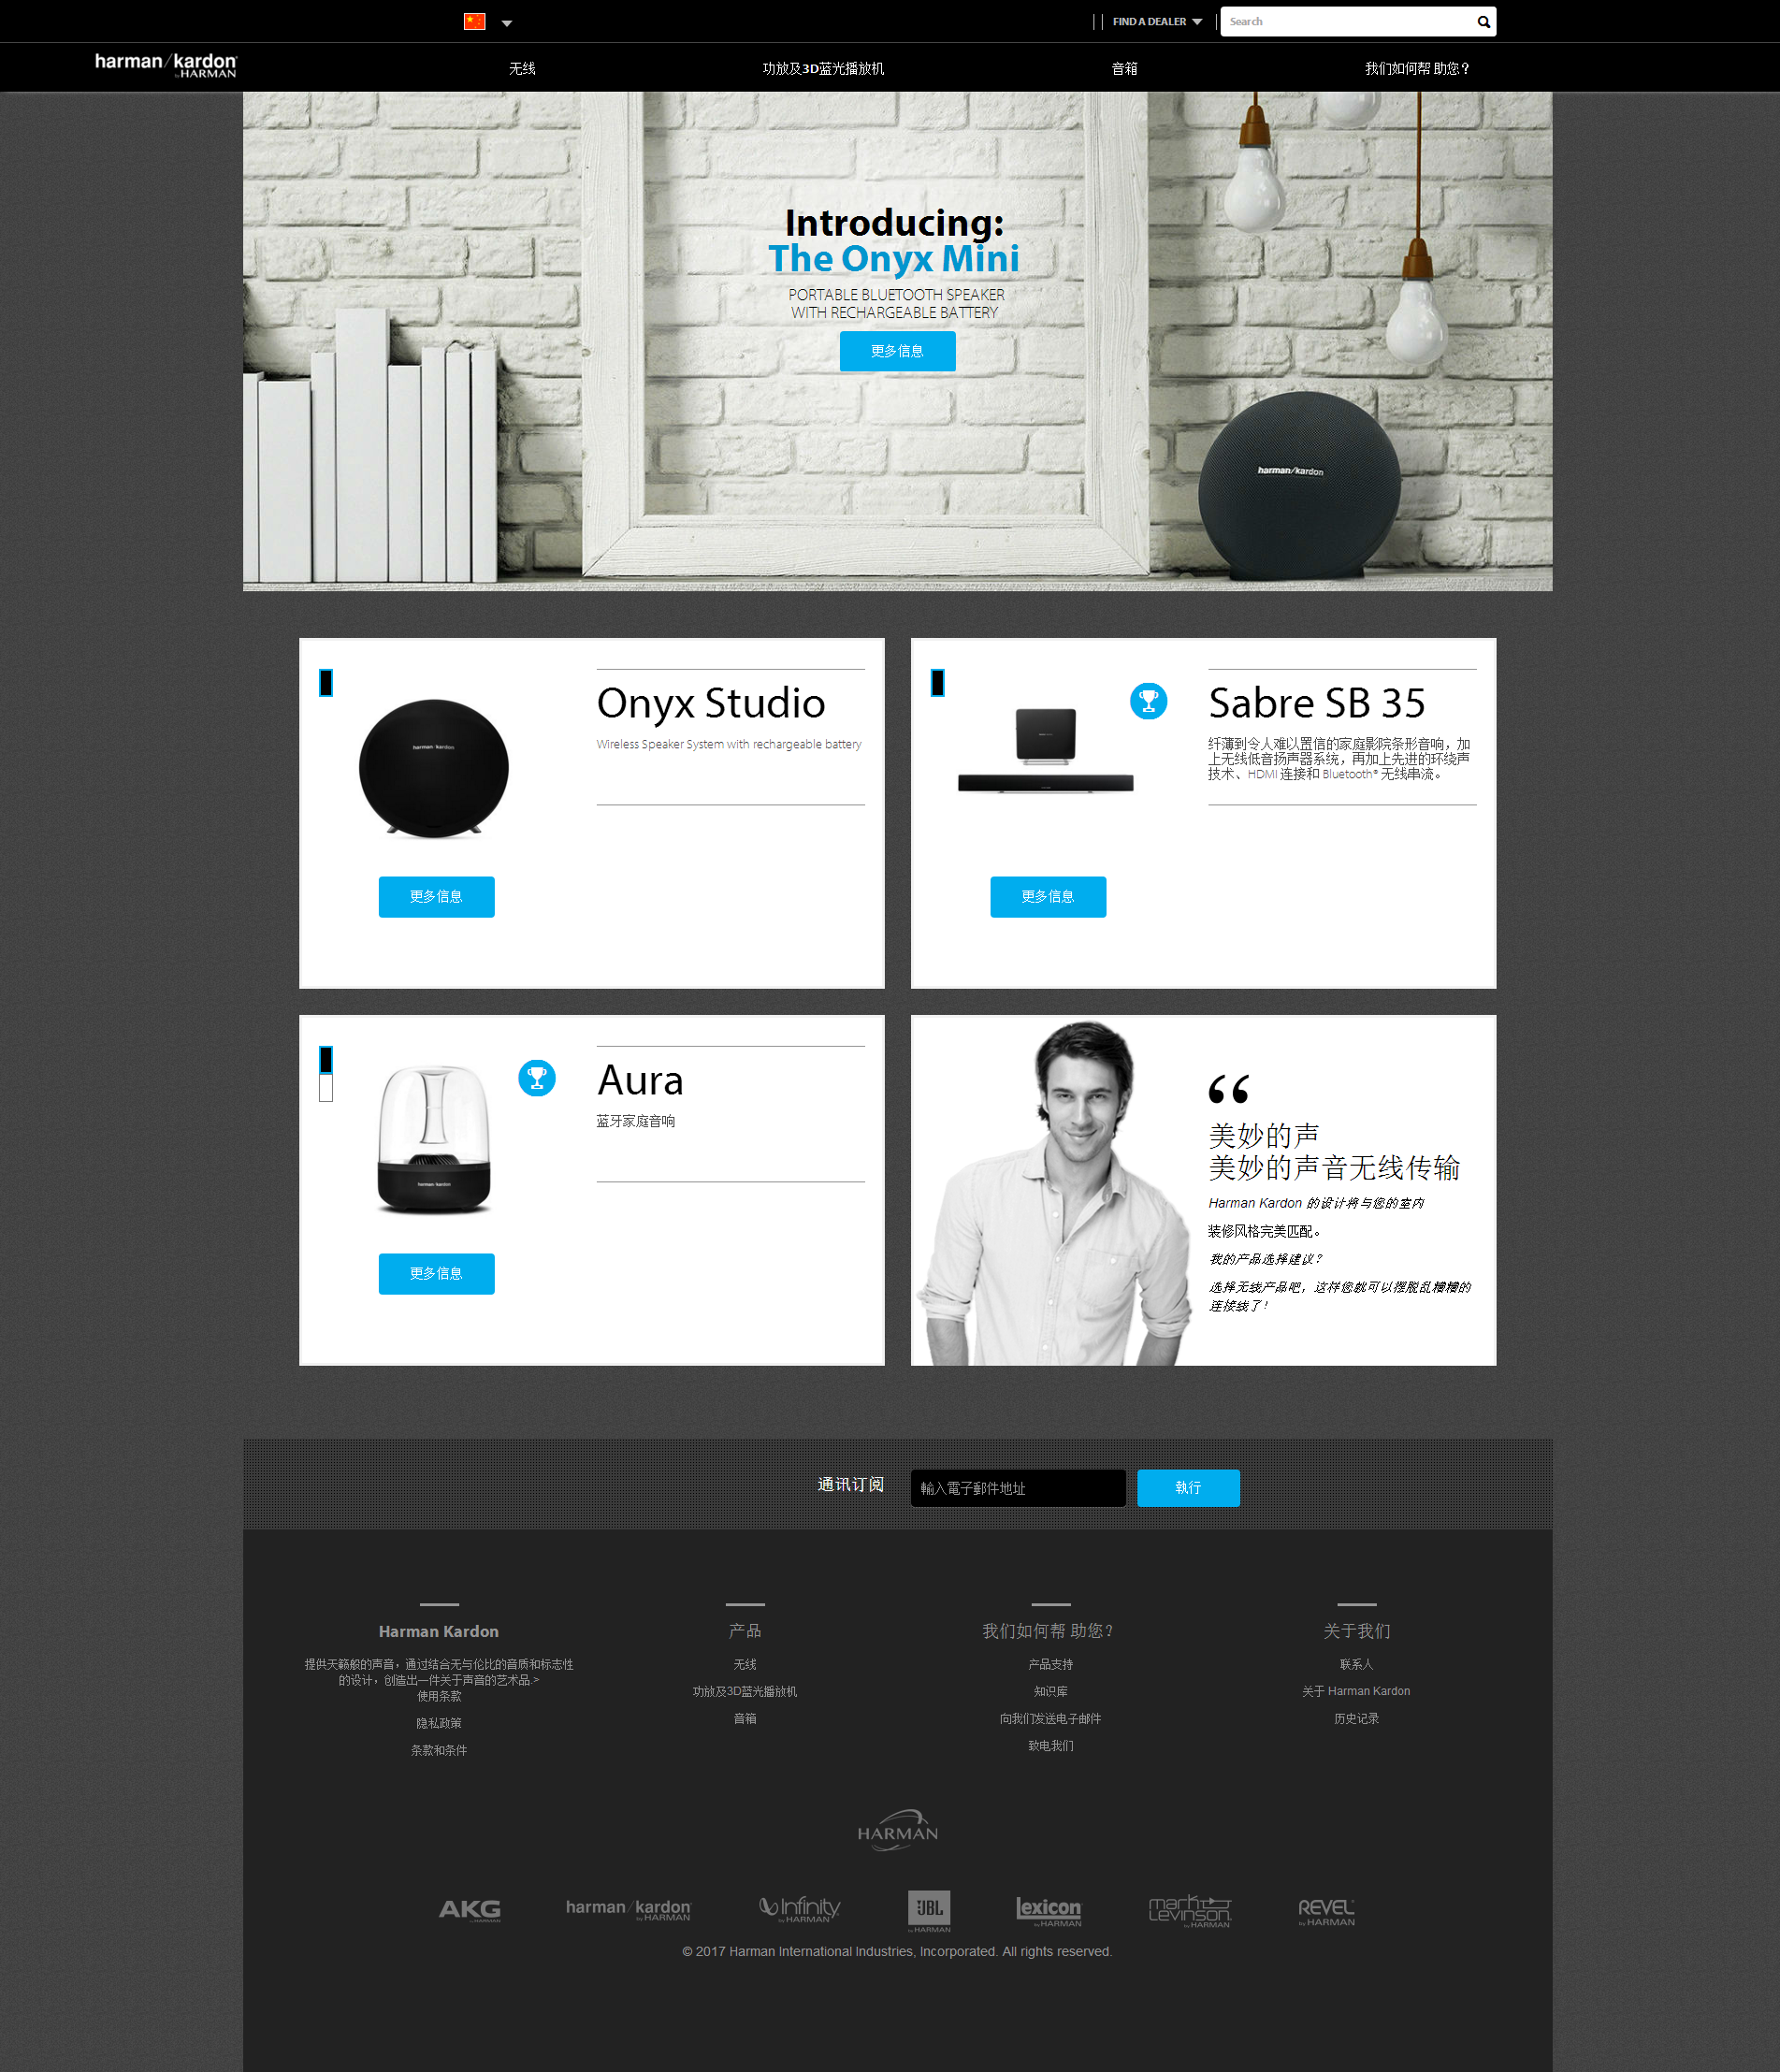 FIND A DEALER
Search
harman/kardon
by HARMAN
无线
功放及3D蓝光播放机
音箱
我们如何帮 助您？
Introducing:
The Onyx Mini
PORTABLE BLUETOOTH SPEAKER
WITH RECHARGEABLE BATTERY
更多信息
harman/kardon
Onyx Studio
Wireless Speaker System with rechargeable battery
harman/kardon
更多信息
Sabre SB 35
纤薄到令人难以置信的家庭影院条形音响，加
上无线低音扬声器系统，再加上先进的环绕声
技术、HDMI 连接和 Bluetooth® 无线串流。
更多信息
Aura
蓝牙家庭音响
harman/kardon
更多信息
“
美妙的声
美妙的声音无线传输
Harman Kardon 的设计将与您的室内
装修风格完美匹配。
我的产品选择建议？
选择无线产品吧，这样您就可以摆脱乱糟糟的
连接线了！
通讯订阅
輸入電子郵件地址
執行
Harman Kardon
提供天籁般的声音，通过结合无与伦比的音质和标志性
的设计，创造出一件关于声音的艺术品.>
使用条款
隐私政策
条款和条件
产品
无线
功放及3D蓝光播放机
音箱
我们如何帮 助您？
产品支持
知识库
向我们发送电子邮件
致电我们
关于我们
联系人
关于 Harman Kardon
历史记录
HARMAN
AKG by HARMAN
harman/kardon by HARMAN
Infinity by HARMAN
JBL by HARMAN
lexicon by HARMAN
mark Levinson by HARMAN
REVEL by HARMAN
© 2017 Harman International Industries, Incorporated. All rights reserved.